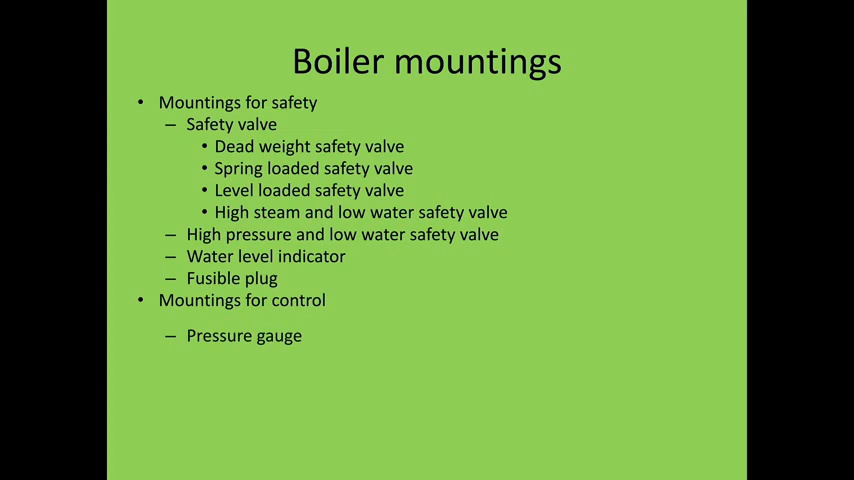 Boiler mountings
• Mountings for safety
– Safety valve
• Dead weight safety valve
• Spring loaded safety valve
• Level loaded safety valve
• High steam and low water safety valve
– High pressure and low water safety valve
– Water level indicator
– Fusible plug
• Mountings for control
– Pressure gauge